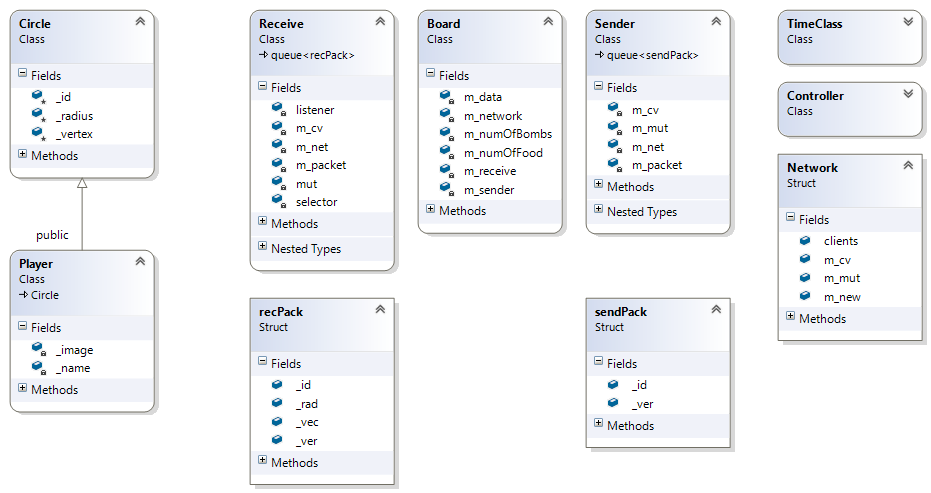 Circle
Class
Fields
_id
_radius
_vertex
Methods
public
Player
Class
Circle
Fields
_image
_name
Methods
Receive
Class
queue<recPack>
Fields
listener
m_cv
m_net
m_packet
mut
selector
Methods
Nested Types
recPack
Struct
Fields
_id
_rad
_vec
_ver
Methods
Board
Class
Fields
m_data
m_network
m_numOfBombs
m_numOfFood
m_receive
m_sender
Methods
Sender
Class
queue<sendPack>
Fields
m_cv
m_mut
m_net
m_packet
Methods
Nested Types
sendPack
Struct
Fields
_id
_ver
Methods
TimeClass
Class
Controller
Class
Network
Struct
Fields
clients
m_cv
m_mut
m_new
Methods